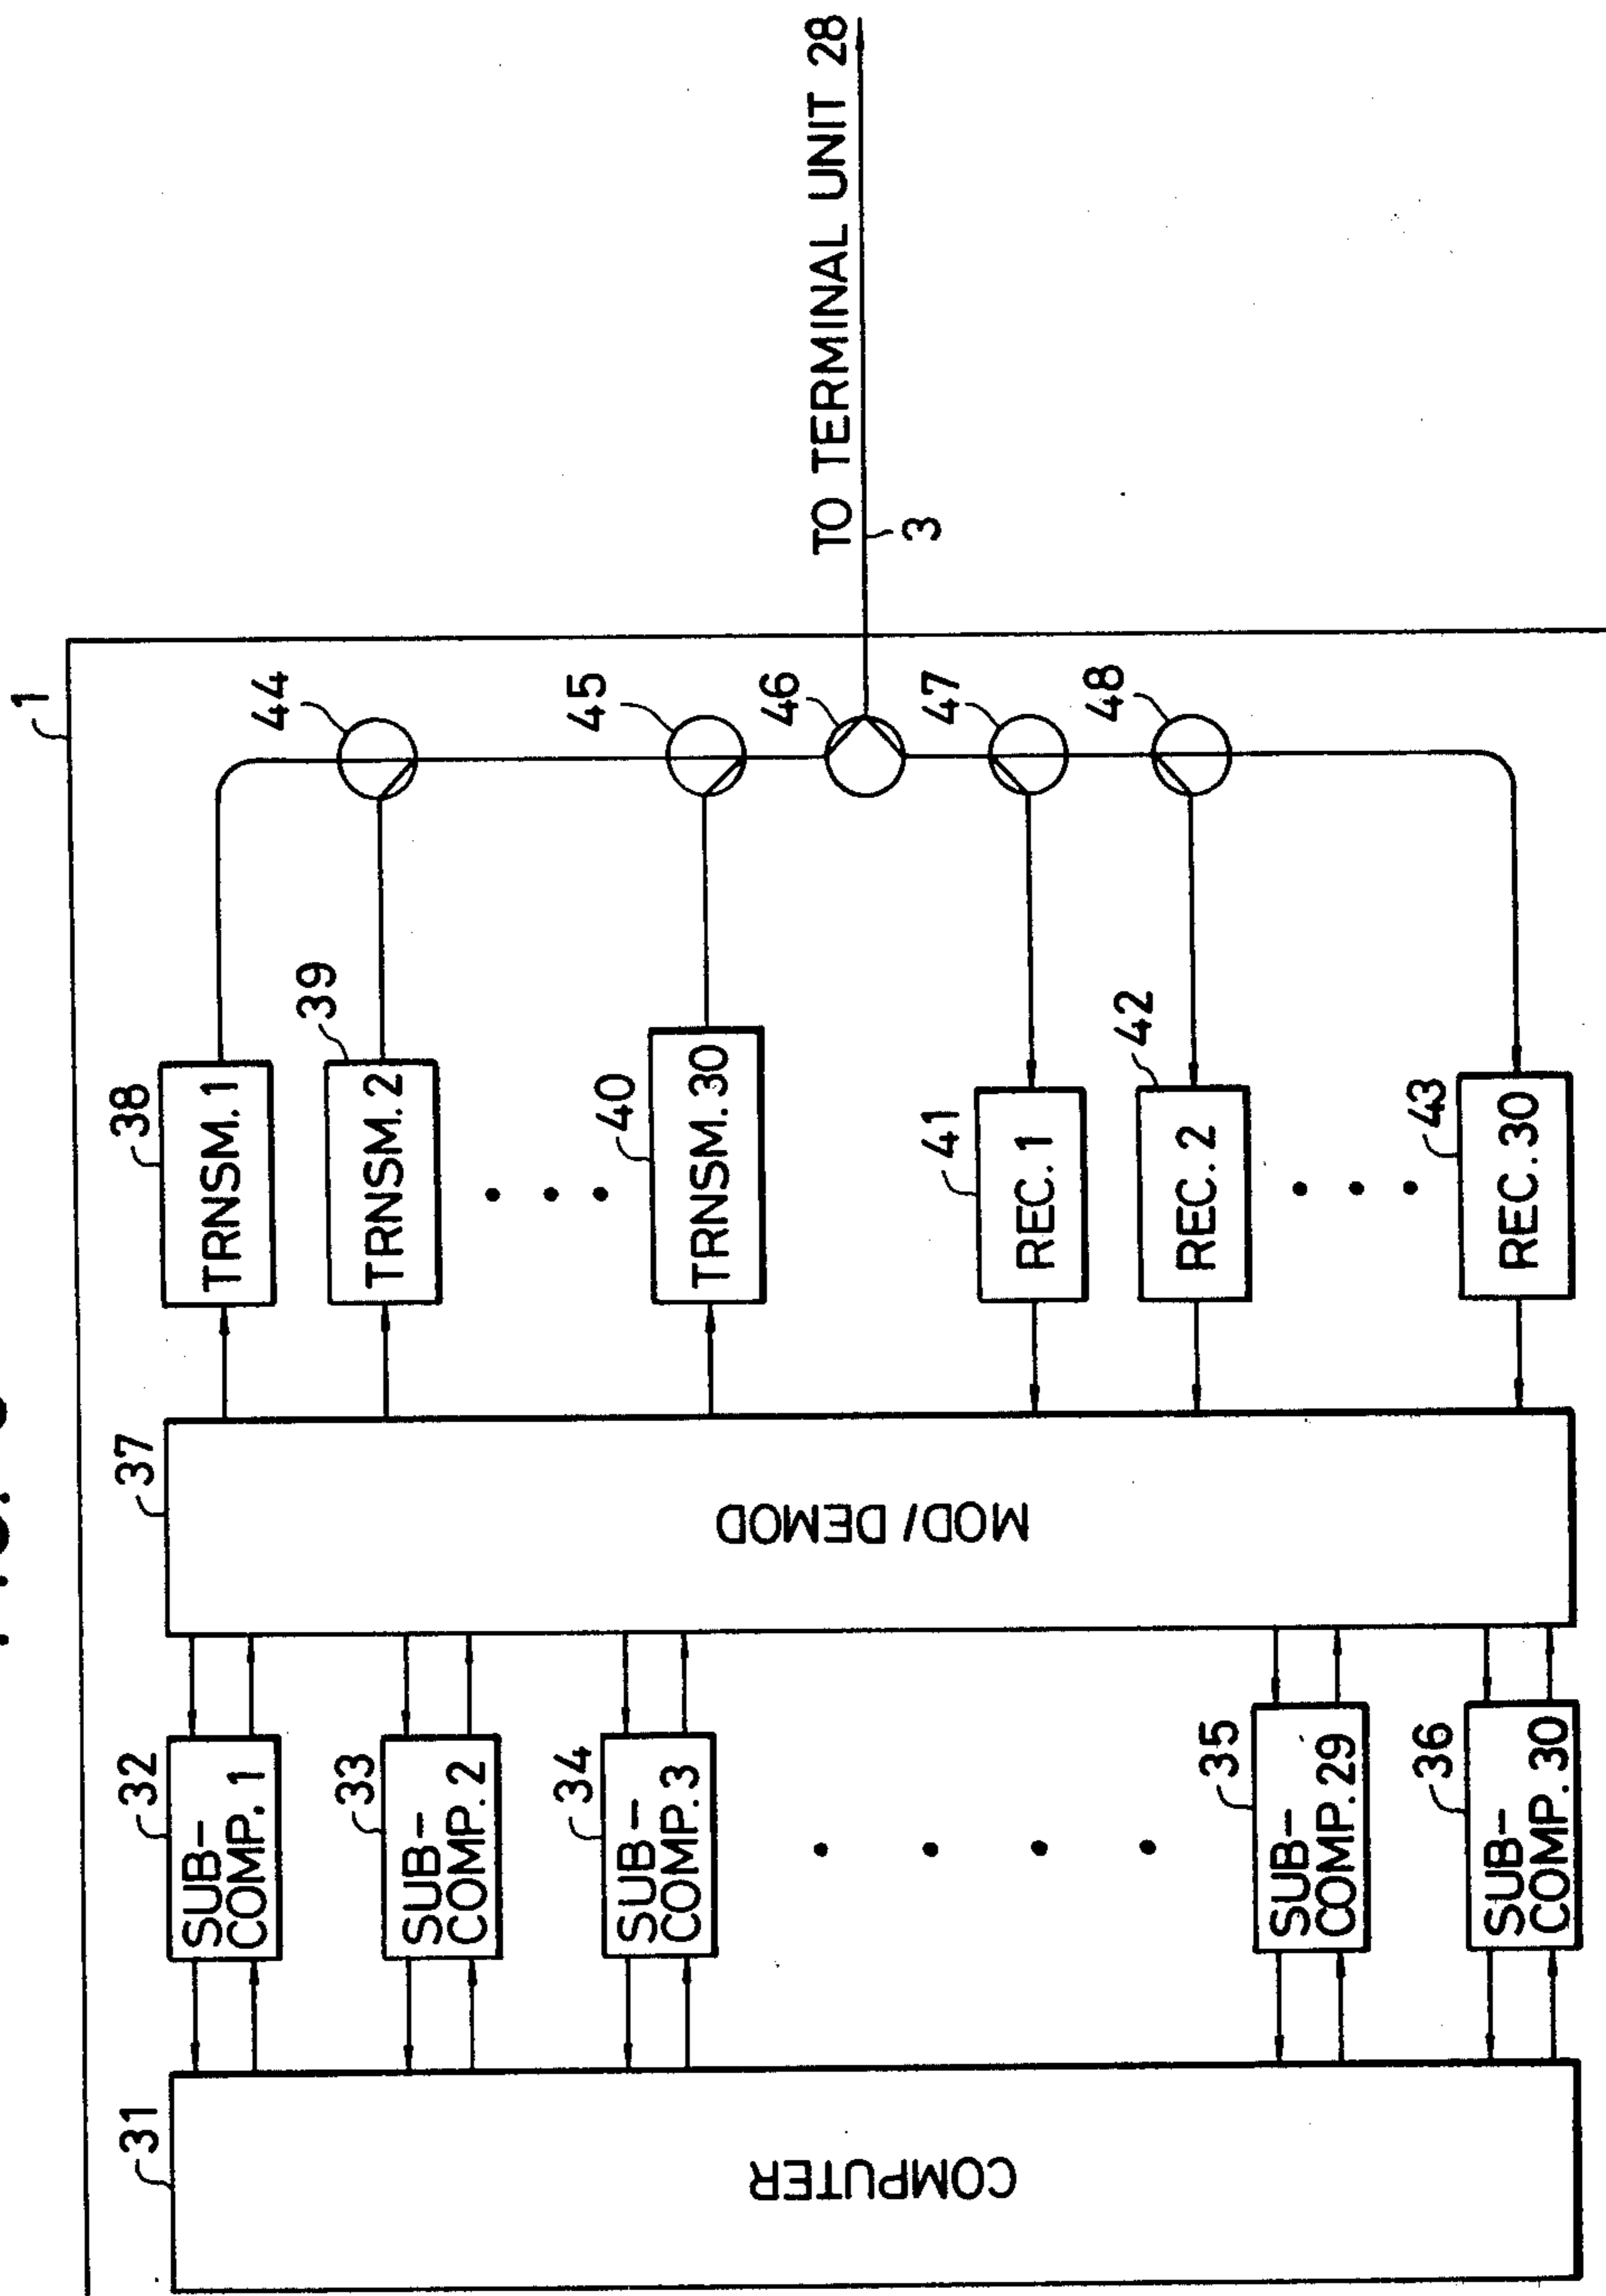 1
31
COMPUTER
32
SUB-
COMP. 1
33
SUB-
COMP. 2
34
SUB-
COMP. 3
35
SUB-
COMP. 29
36
SUB-
COMP. 30
37
MOD/DEMOD
38
TRNSM. 1
39
TRNSM. 2
40
TRNSM. 30
41
REC. 1
42
REC. 2
43
REC. 30
44
45
46
47
48
TO TERMINAL UNIT 28
3